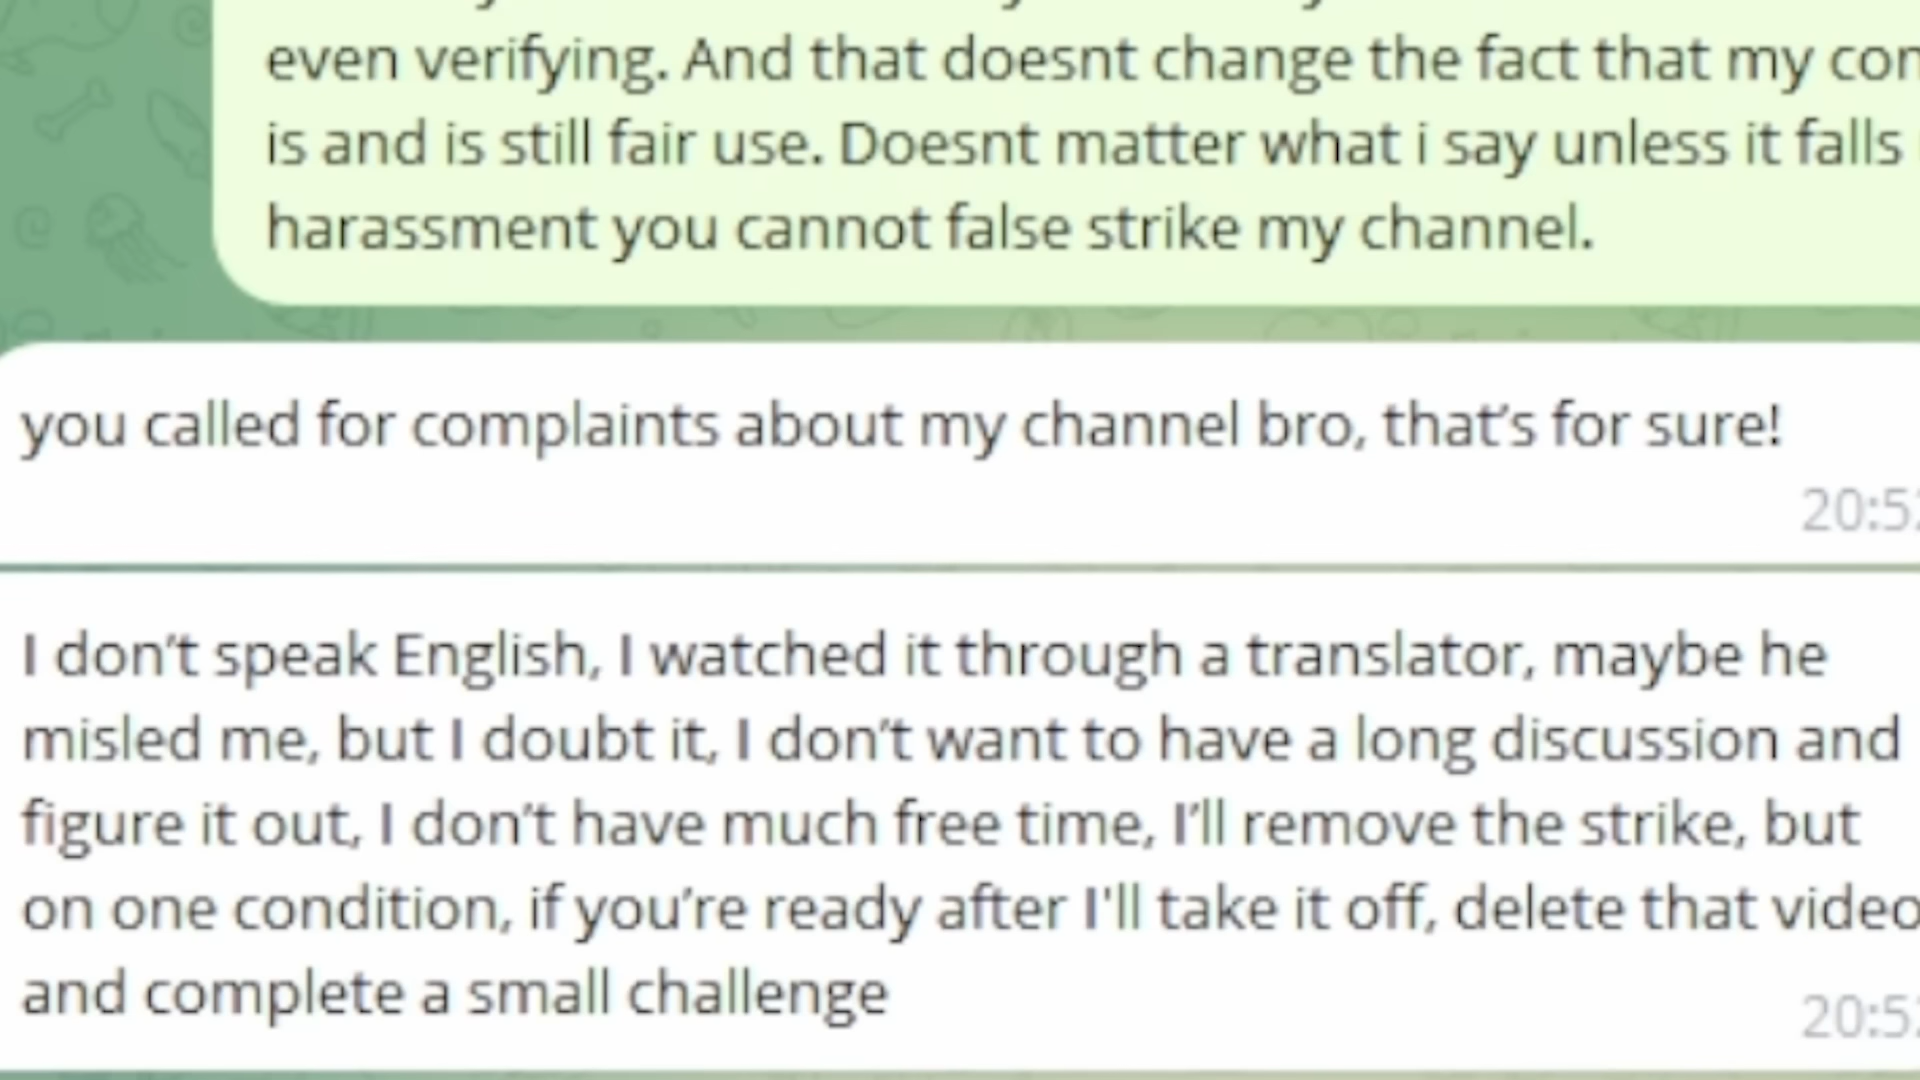 even verifying. And that doesnt change the fact that my
is and is still fair use. Doesnt matter what i say unless it falls
harassment you cannot false strike my channel.
you called for complaints about my channel bro, that's for sure!
I don't speak English, I watched it through a translator, maybe he
misled me, but I doubt it, I don't want to have a long discussion and
figure it out, I don't have much free time, I'll remove the strike, but
on one condition, if you're ready after I'll take it off, delete that video
and complete a small challenge